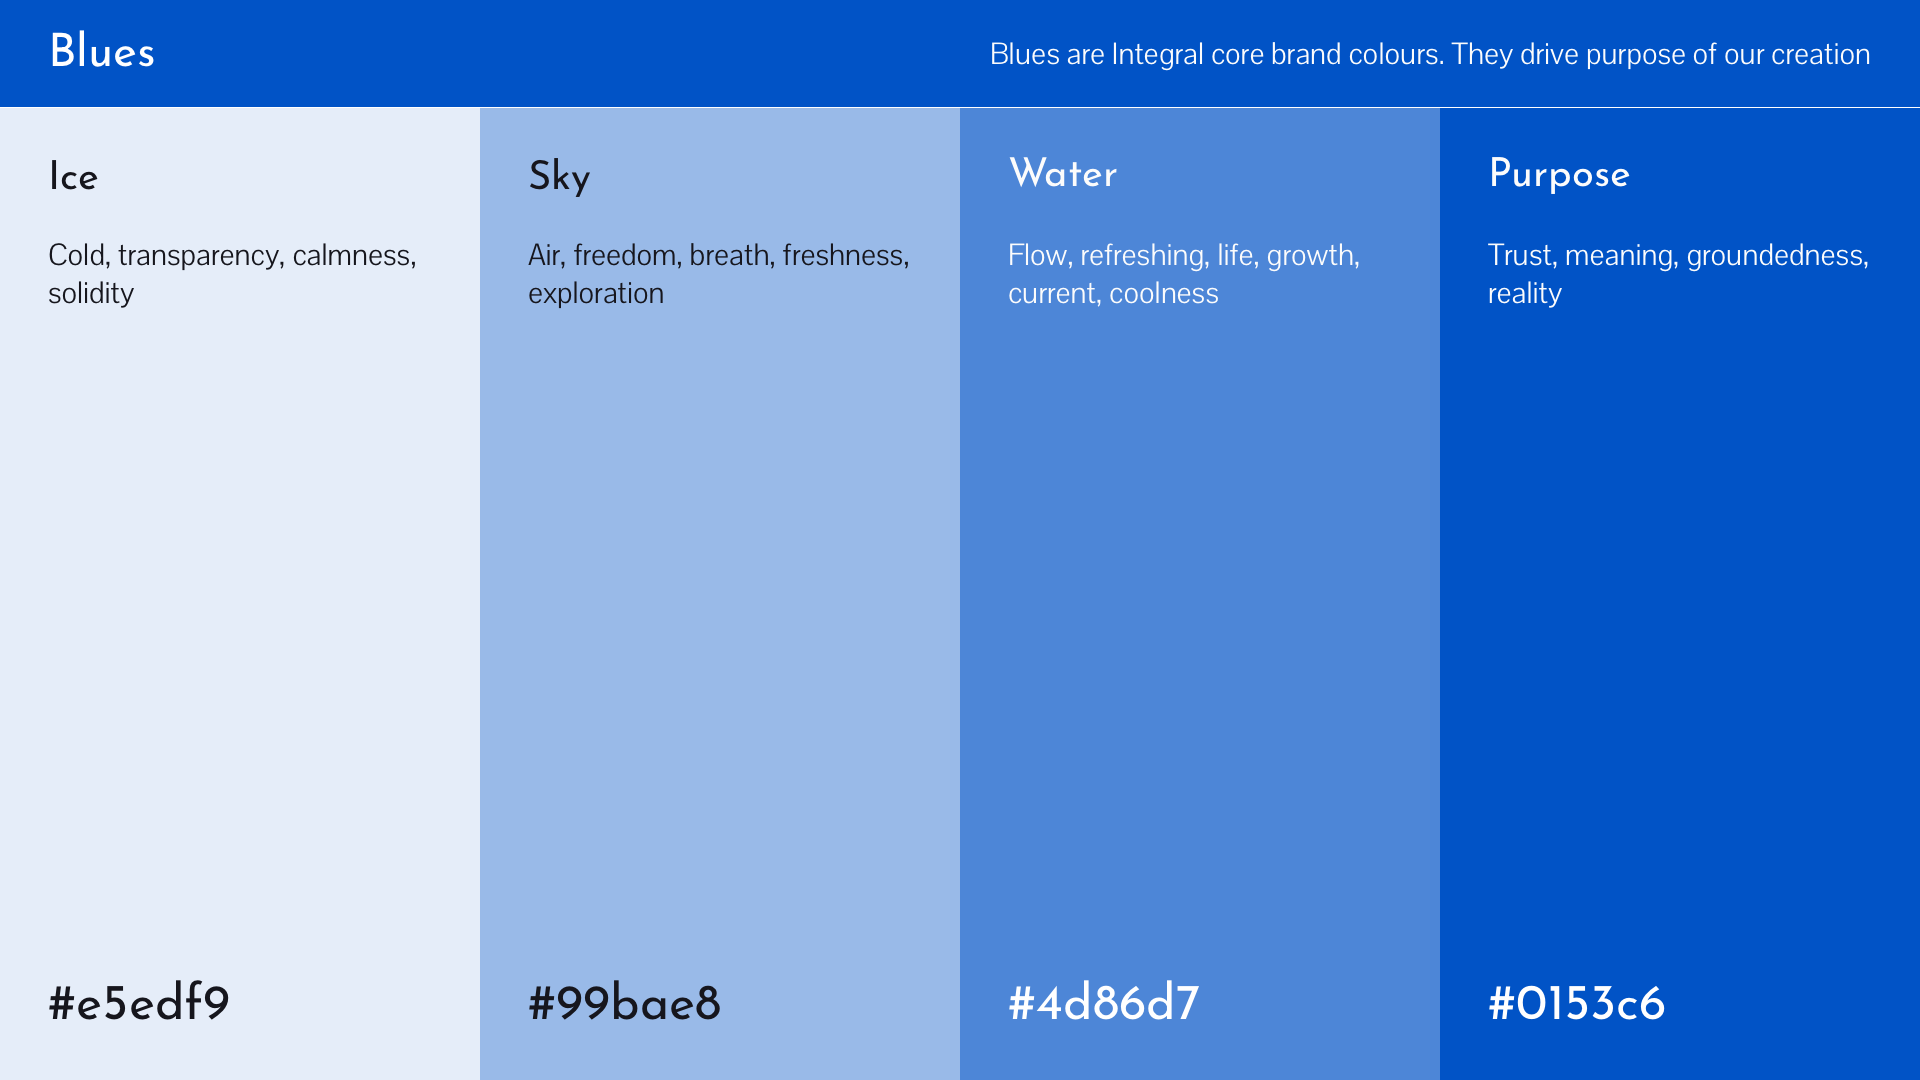 Blues
Blues are Integral core brand colours. They drive purpose of our creation
Ice
Cold, transparency, calmness,
solidity
#e5edf9
Sky
Air, freedom, breath, freshness,
exploration
#99bae8
Water
Flow, refreshing, life, growth,
current, coolness
#4d86d7
Purpose
Trust, meaning, groundedness,
reality
#0153c6